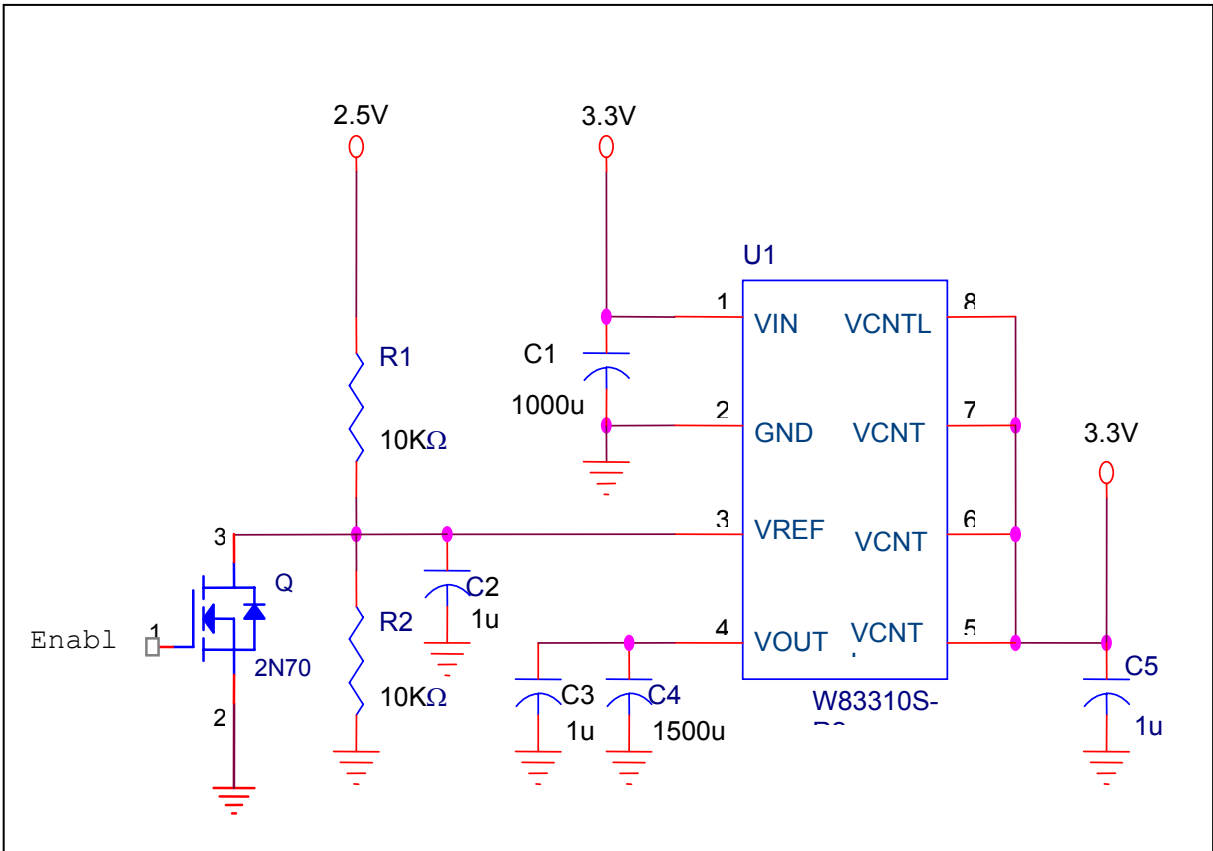 2.5V
3.3V
U1
1
VIN
VCNTL
8
R1
C1
10KΩ
1000u
2
GND
VCNT
7
3.3V
3
VREF
VCNT
6
3
Q
C2
1u
R2
Enabl
1
2N70
4
VOUT
VCNT
5
10KΩ
C3
C4
C5
2
1u
1500u
W83310S-
1u